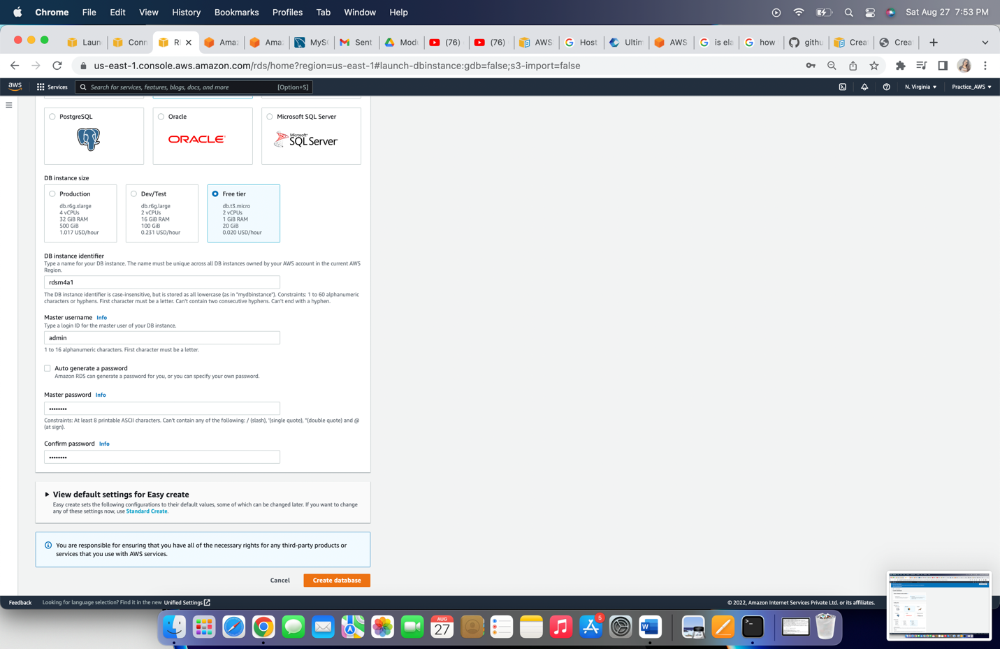 Chrome File Edit View History Bookmarks Profiles Tab Window Help Sat Aug 27 7:53 PM
Laun Conn R Amaz Ama MyS Sent Modu (76) (76) AWS Host Ultim AWS is ela how githu Crea Crea
us-east-1.console.aws.amazon.com/rds/home?region=us-east-1#launch-dbinstance:gdb=false;s3-import=false
aws Services Search for services, features, blogs, docs, and more [Option+S] N. Virginia ▼ Practice_AWS ▼
PostgreSQL Oracle Microsoft SQL Server
ORACLE Microsoft SQL Server
DB instance size
Production Dev/Test Free tier
db.r6g.xlarge db.r6g.large db.t3.micro
4 vCPUs 2 vCPUs 2 vCPUs
32 GiB RAM 16 GiB RAM 1 GiB RAM
500 GiB 100 GiB 20 GiB
1.017 USD/hour 0.231 USD/hour 0.020 USD/hour
DB instance identifier
Type a name for your DB instance. The name must be unique across all DB instances owned by your AWS account in the current AWS
Region.
rdsm4a1
The DB instance identifier is case-insensitive, but is stored as all lowercase (as in "mydbinstance"). Constraints: 1 to 60 alphanumeric
characters or hyphens. First character must be a letter. Can't contain two consecutive hyphens. Can't end with a hyphen.
Master username Info
Type a login ID for the master user of your DB instance.
admin
1 to 16 alphanumeric characters. First character must be a letter.
Auto generate a password
Amazon RDS can generate a password for you, or you can specify your own password.
Master password Info
••••••••
Constraints: At least 8 printable ASCII characters. Can't contain any of the following: / (slash), '(single quote), "(double quote) and @
(at sign).
Confirm password Info
••••••••
View default settings for Easy create
Easy create sets the following configurations to their default values, some of which can be changed later. If you want to change
any of these settings now, use Standard Create.
You are responsible for ensuring that you have all of the necessary rights for any third-party products or
services that you use with AWS services.
Cancel Create database
Feedback Looking for language selection? Find it in the new Unified Settings © 2022, Amazon Internet Services Private Ltd. or its affiliates.
AUG
27
5
W